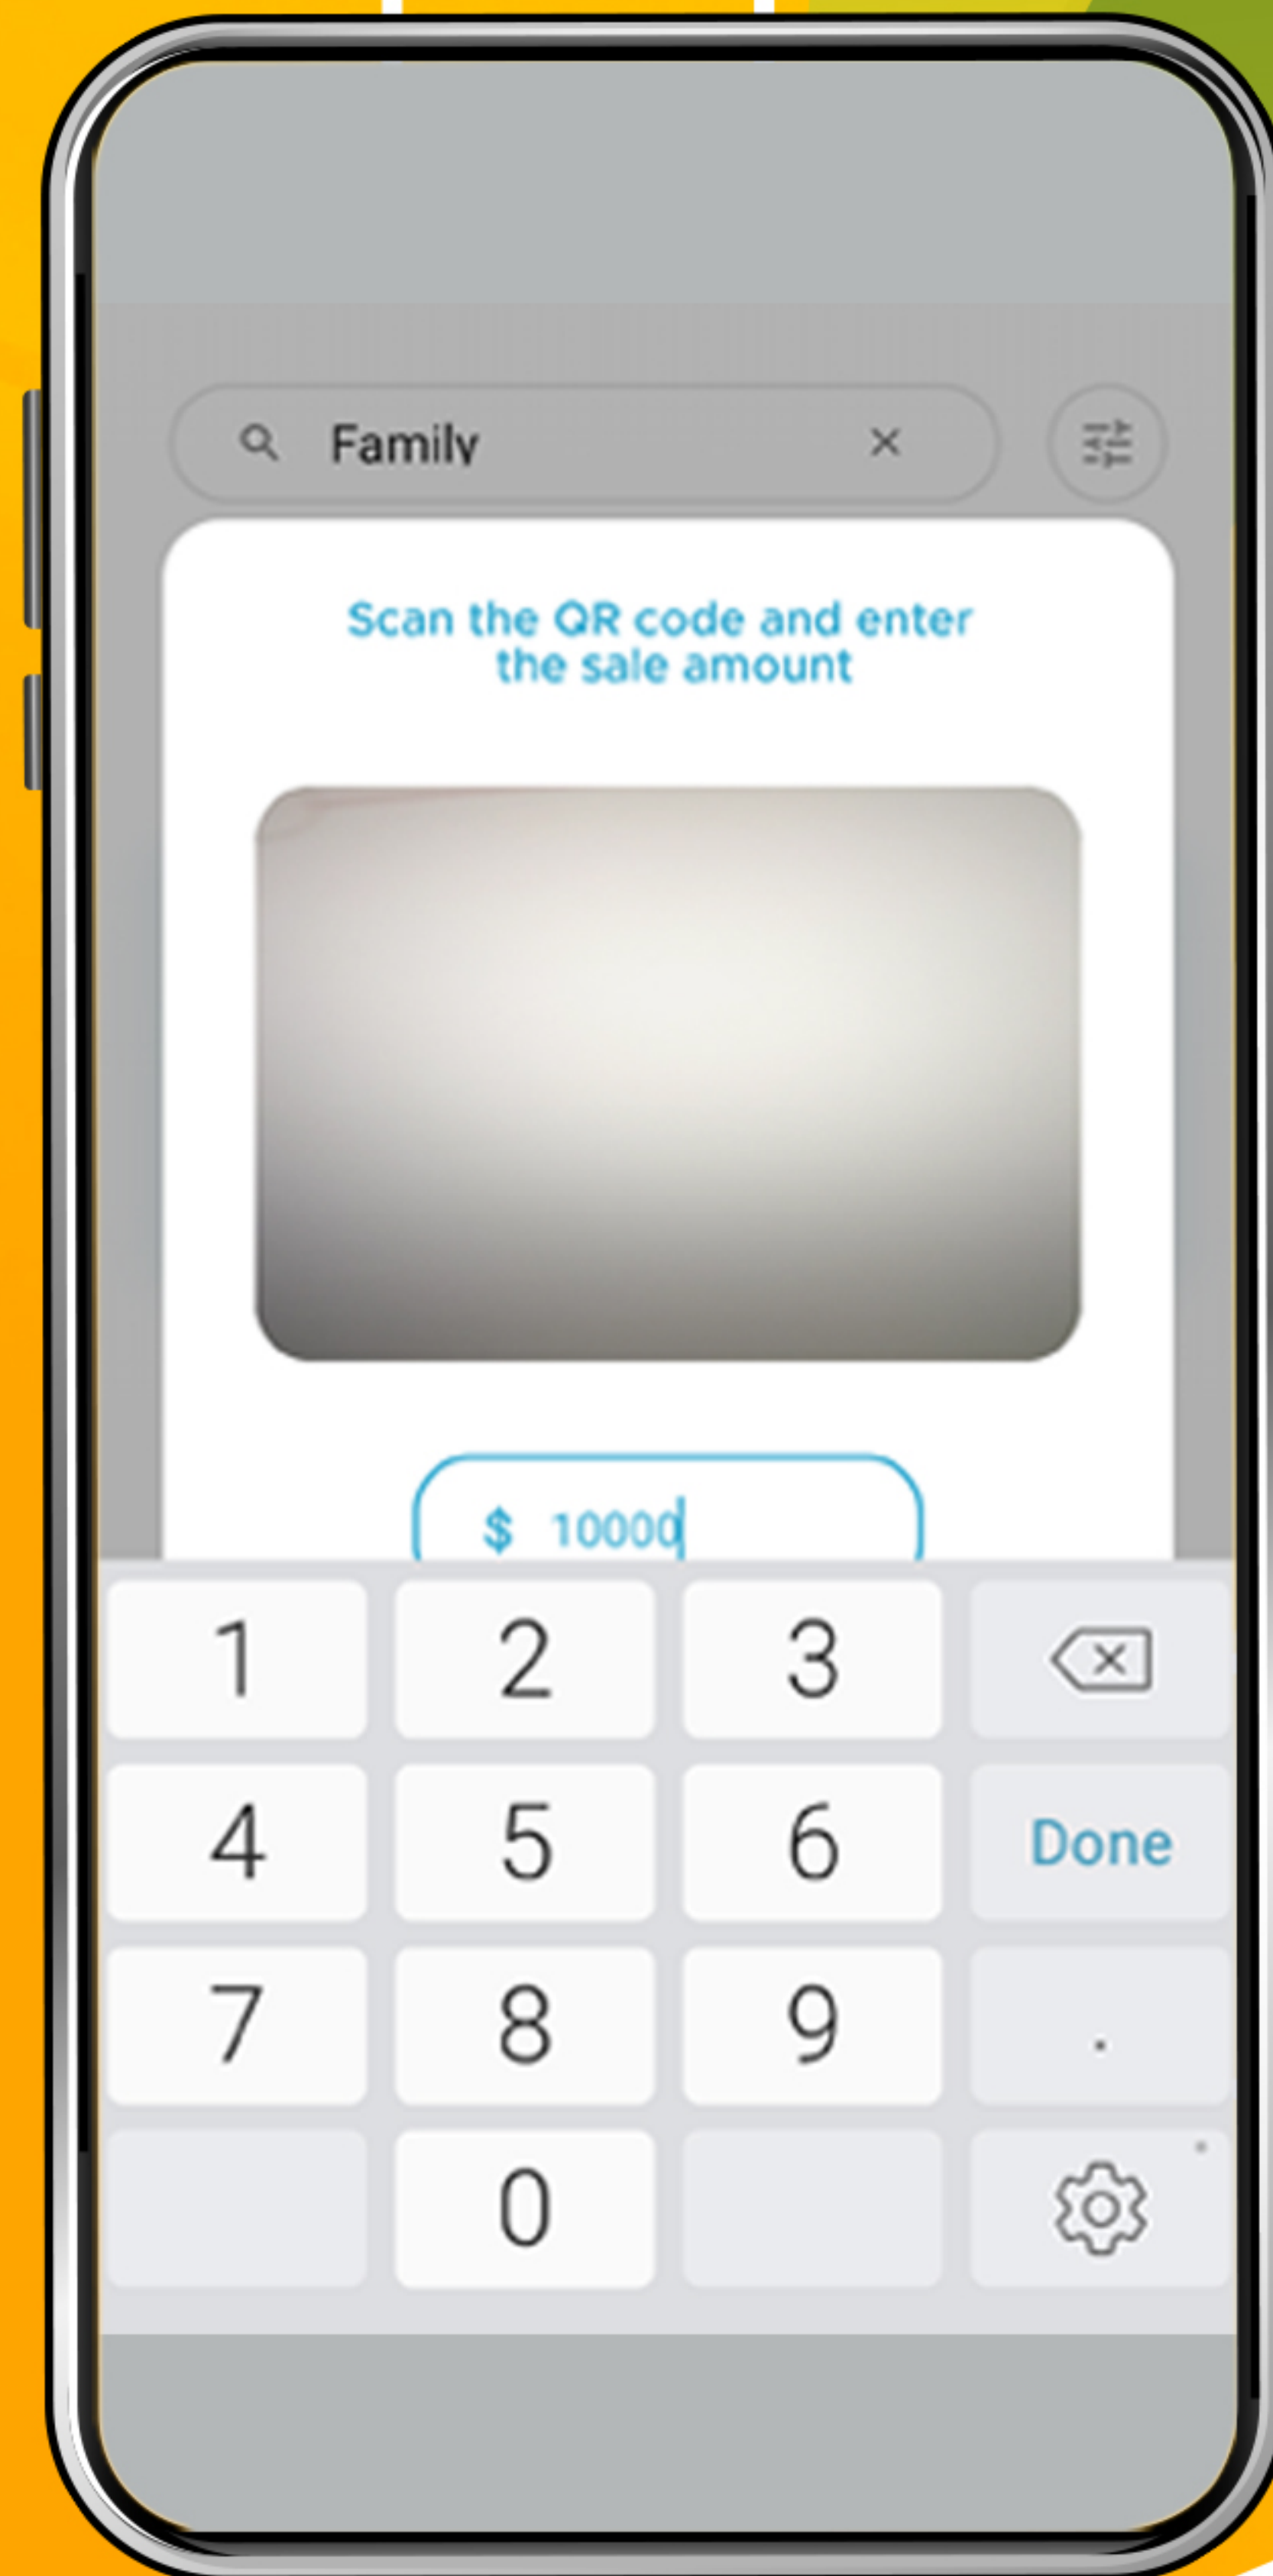 Family
Scan the QR code and enter
the sale amount
$ 10000
1 2 3
4 5 6 Done
7 8 9 .
0